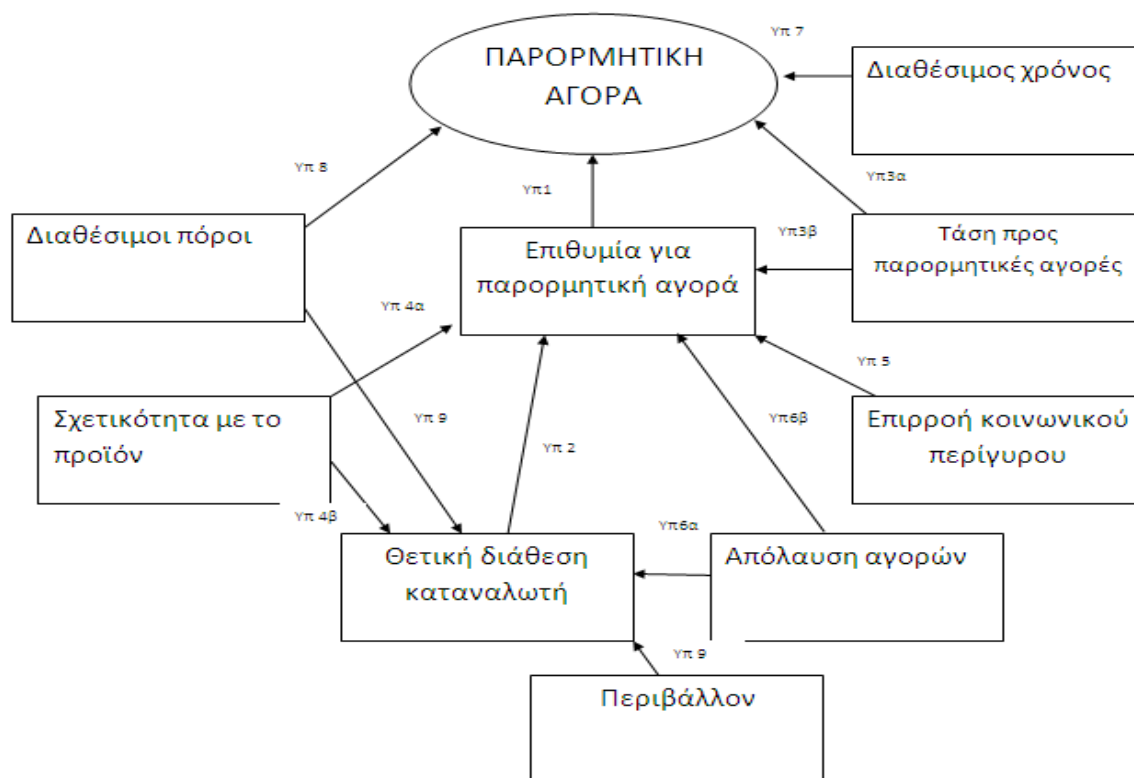 Υπ 7
ΠΑΡΟΡΜΗΤΙΚΗ
ΑΓΟΡΑ
Διαθέσιμος χρόνος
Υπ 8
Υπ1
Υπ3α
Διαθέσιμοι πόροι
Επιθυμία για
παρορμητική αγορά
Υπ3β
Τάση προς
παρορμητικές αγορές
Υπ 4α
Υπ 5
Σχετικότητα με το
προϊόν
Υπ 9
Υπ 2
Υπ6β
Επιρροή κοινωνικού
περίγυρου
Υπ 4β
Υπ6α
Θετική διάθεση
καταναλωτή
Απόλαυση αγορών
Υπ 9
Περιβάλλον